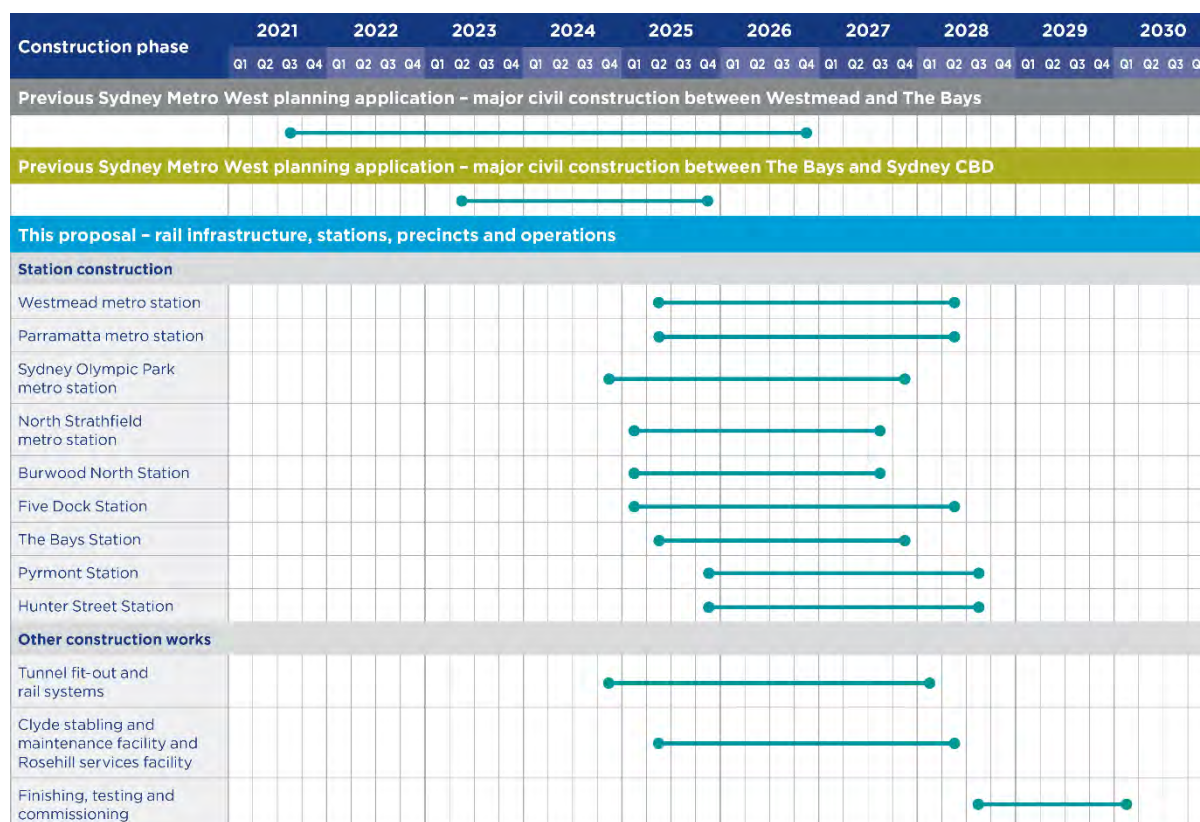 Construction phase
2021 2022 2023 2024 2025 2026 2027 2028 2029 2030
Q1 Q2 Q3 Q4 Q1 Q2 Q3 Q4 Q1 Q2 Q3 Q4 Q1 Q2 Q3 Q4 Q1 Q2 Q3 Q4 Q1 Q2 Q3 Q4 Q1 Q2 Q3 Q4 Q1 Q2 Q3 Q4 Q1 Q2 Q3 Q4 Q1 Q2 Q3
Previous Sydney Metro West planning application – major civil construction between Westmead and The Bays
Previous Sydney Metro West planning application – major civil construction between The Bays and Sydney CBD
This proposal – rail infrastructure, stations, precincts and operations
Station construction
Westmead metro station
Parramatta metro station
Sydney Olympic Park
metro station
North Strathfield
metro station
Burwood North Station
Five Dock Station
The Bays Station
Pyrmont Station
Hunter Street Station
Other construction works
Tunnel fit-out and
rail systems
Clyde stabling and
maintenance facility and
Rosehill services facility
Finishing, testing and
commissioning